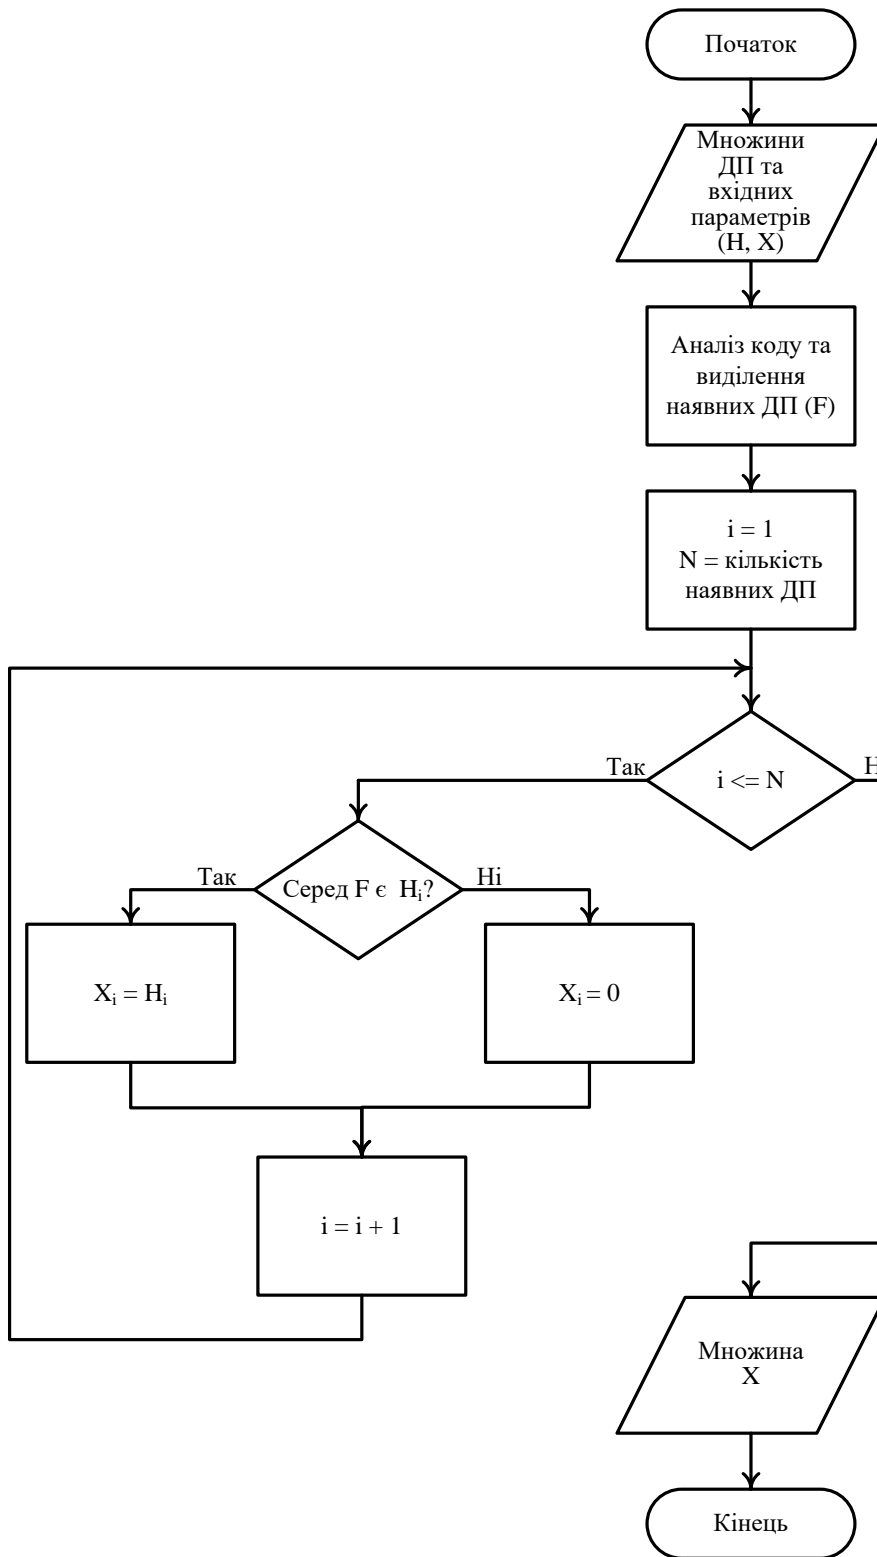 Початок
Множини
ДП та
вхідних
параметрів
(H, X)
Аналіз коду та
виділення
наявних ДП (F)
i = 1
N = кількість
наявних ДП
i <= N
Так
Н
Серед F є Hᵢ?
Так
Ні
Xᵢ = Hᵢ
Xᵢ = 0
i = i + 1
Множина
X
Кінець